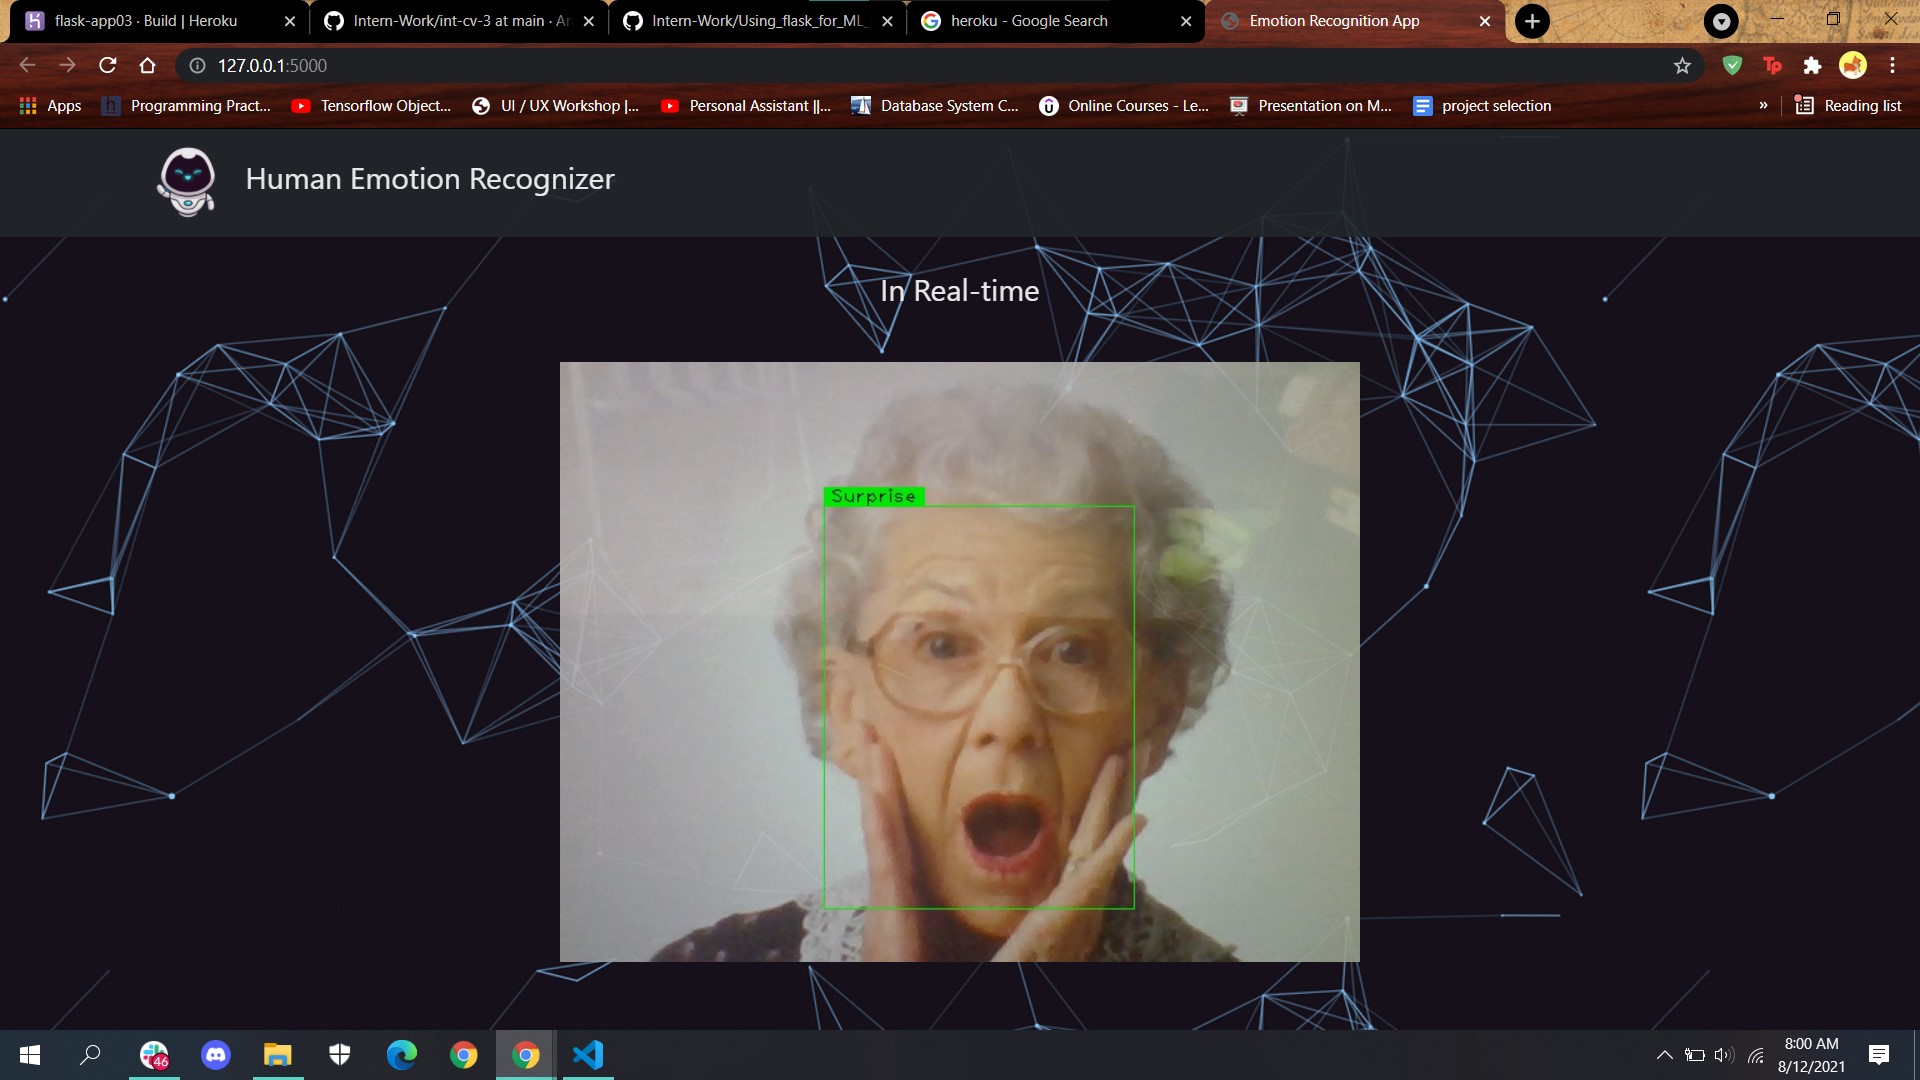 flask-app03 · Build | Heroku
Intern-Work/int-cv-3 at main · Ar
Intern-Work/Using_flask_for_ML_
heroku - Google Search
Emotion Recognition App
127.0.0.1:5000
Apps
Programming Pract...
Tensorflow Object...
UI / UX Workshop |...
Personal Assistant ||...
Database System C...
Online Courses - Le...
Presentation on M...
project selection
»
Reading list
Human Emotion Recognizer
In Real-time
Surprise
46
8:00 AM
8/12/2021